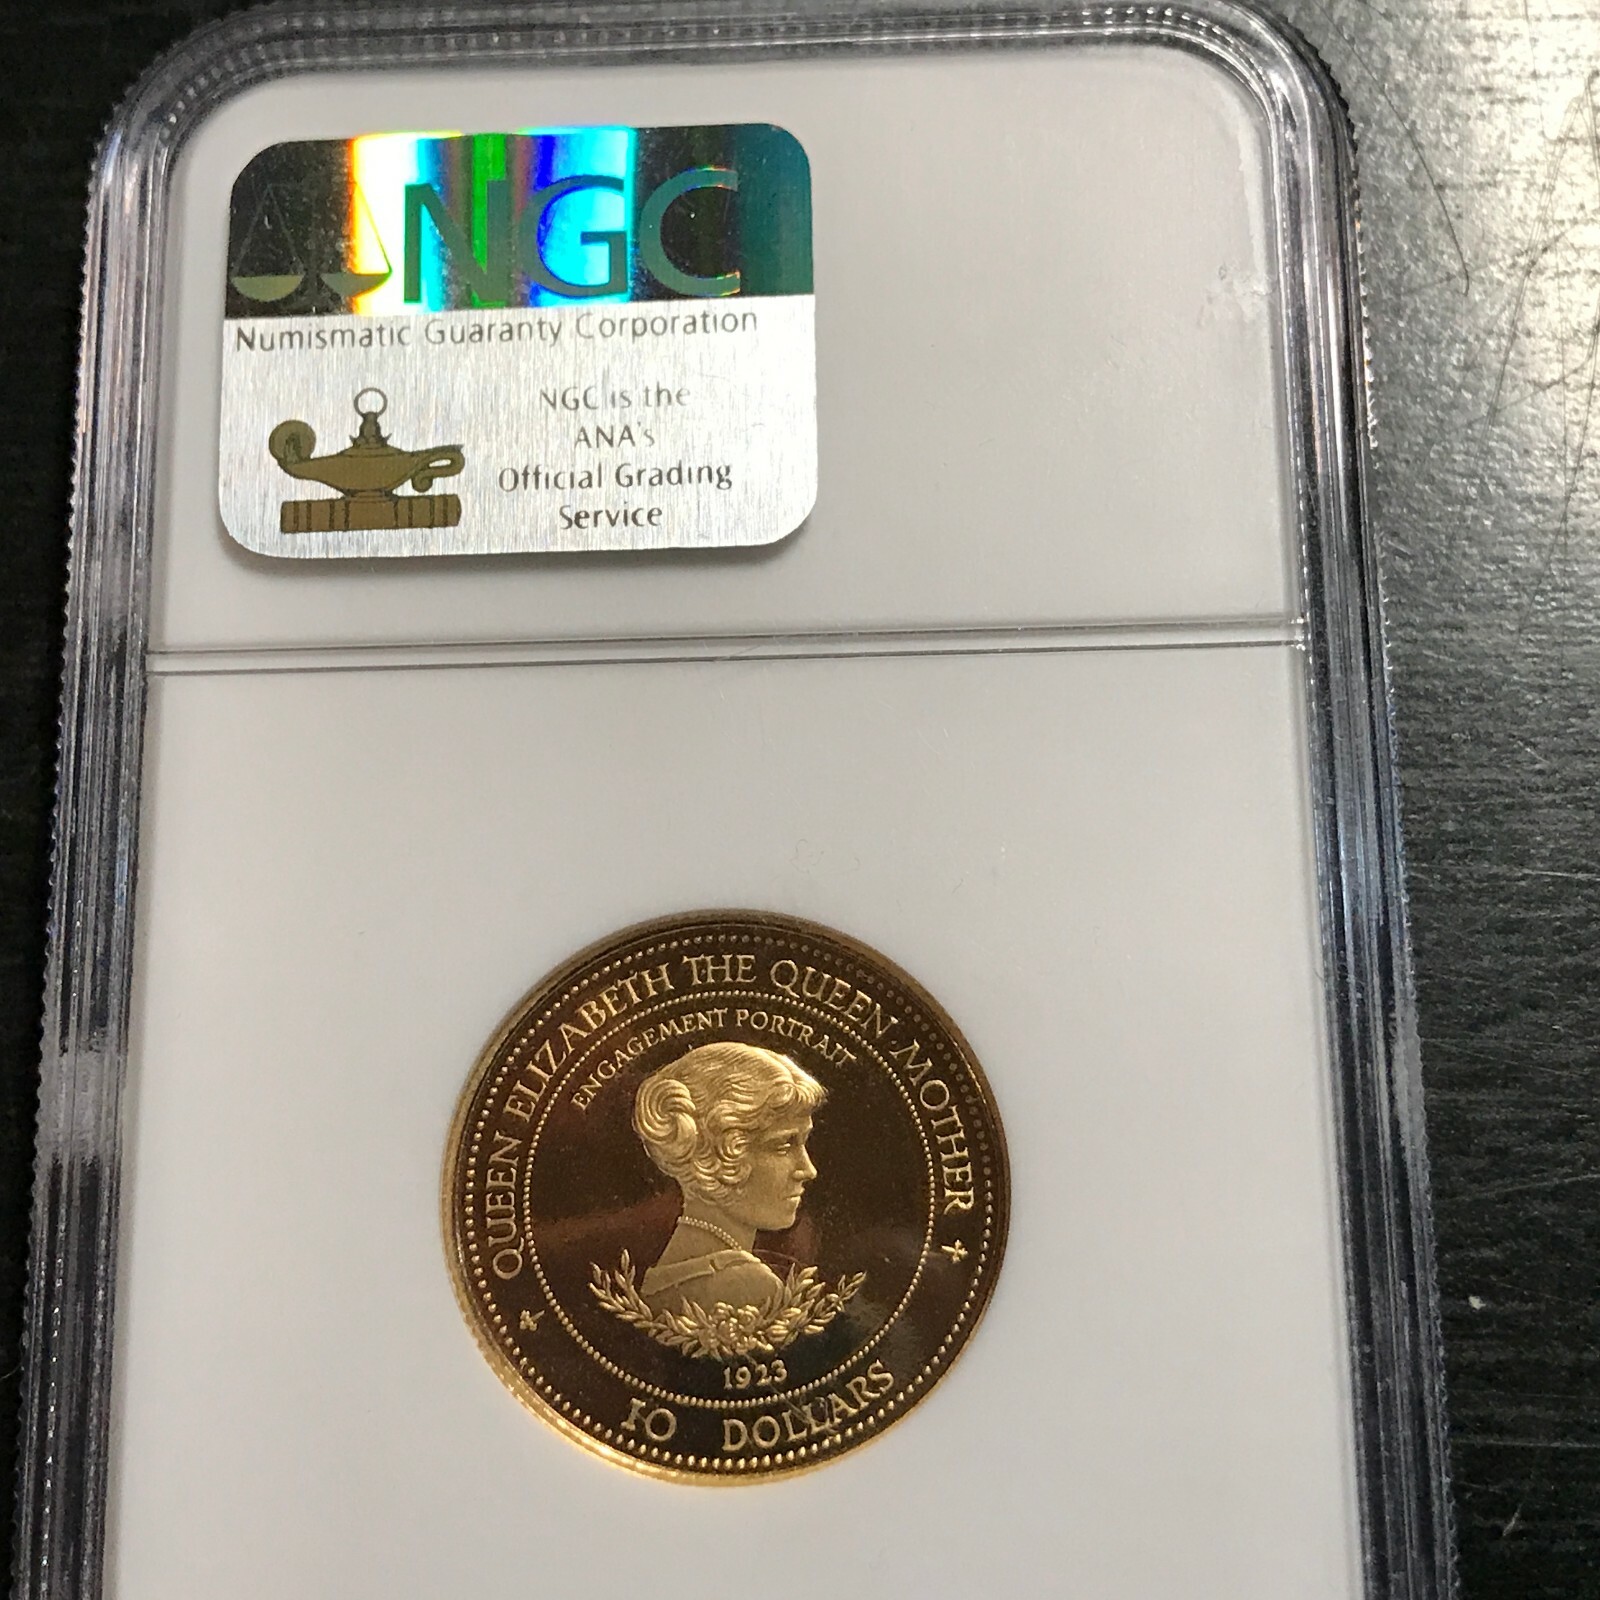 NGC
Numismatic Guaranty Corporation
NGC is the
ANA's
Official Grading
Service
QUEEN ELIZABETH THE QUEEN MOTHER
ENGAGEMENT PORTRAIT
1923
10 DOLLARS